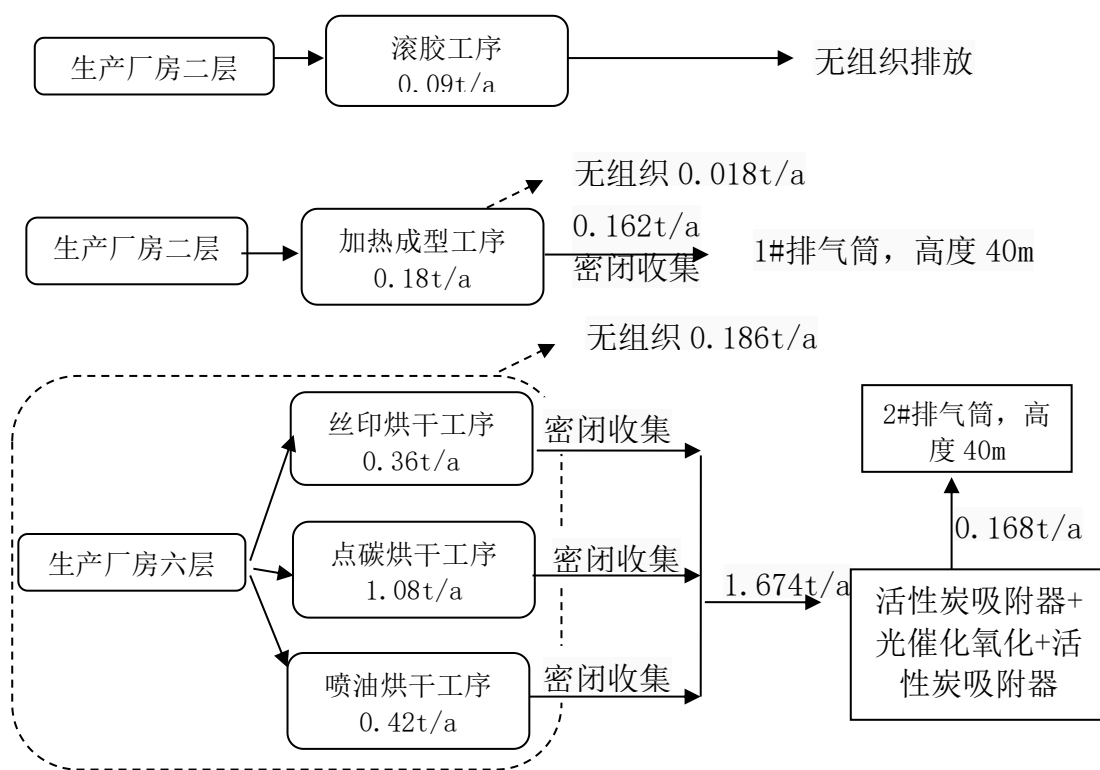 生产厂房二层
滚胶工序
0.09t/a
无组织排放
无组织 0.018t/a
生产厂房二层
加热成型工序
0.18t/a
0.162t/a
密闭收集
1#排气筒，高度 40m
无组织 0.186t/a
丝印烘干工序
0.36t/a
密闭收集
2#排气筒，高
度 40m
0.168t/a
生产厂房六层
点碳烘干工序
1.08t/a
密闭收集
1.674t/a
活性炭吸附器+
光催化氧化+活
性炭吸附器
喷油烘干工序
0.42t/a
密闭收集